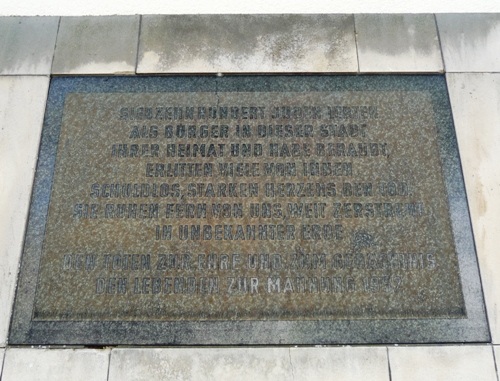 SIEBZEHNHUNDERT JUDEN LEBTEN
ALS BÜRGER IN DIESER STADT
IHRER HEIMAT UND HABE BERAUBT,
ERLITTEN VIELE VON IHNEN
SCHULDLOS, STARKEN HERZENS DEN TOD.
SIE RUHEN FERN VON UNS, WEIT ZERSTREUT,
IN UNBEKANNTER ERDE
DEN TOTEN ZUR EHRE UND ZUM GEDÄCHTNIS
DEN LEBENDEN ZUR MAHNUNG